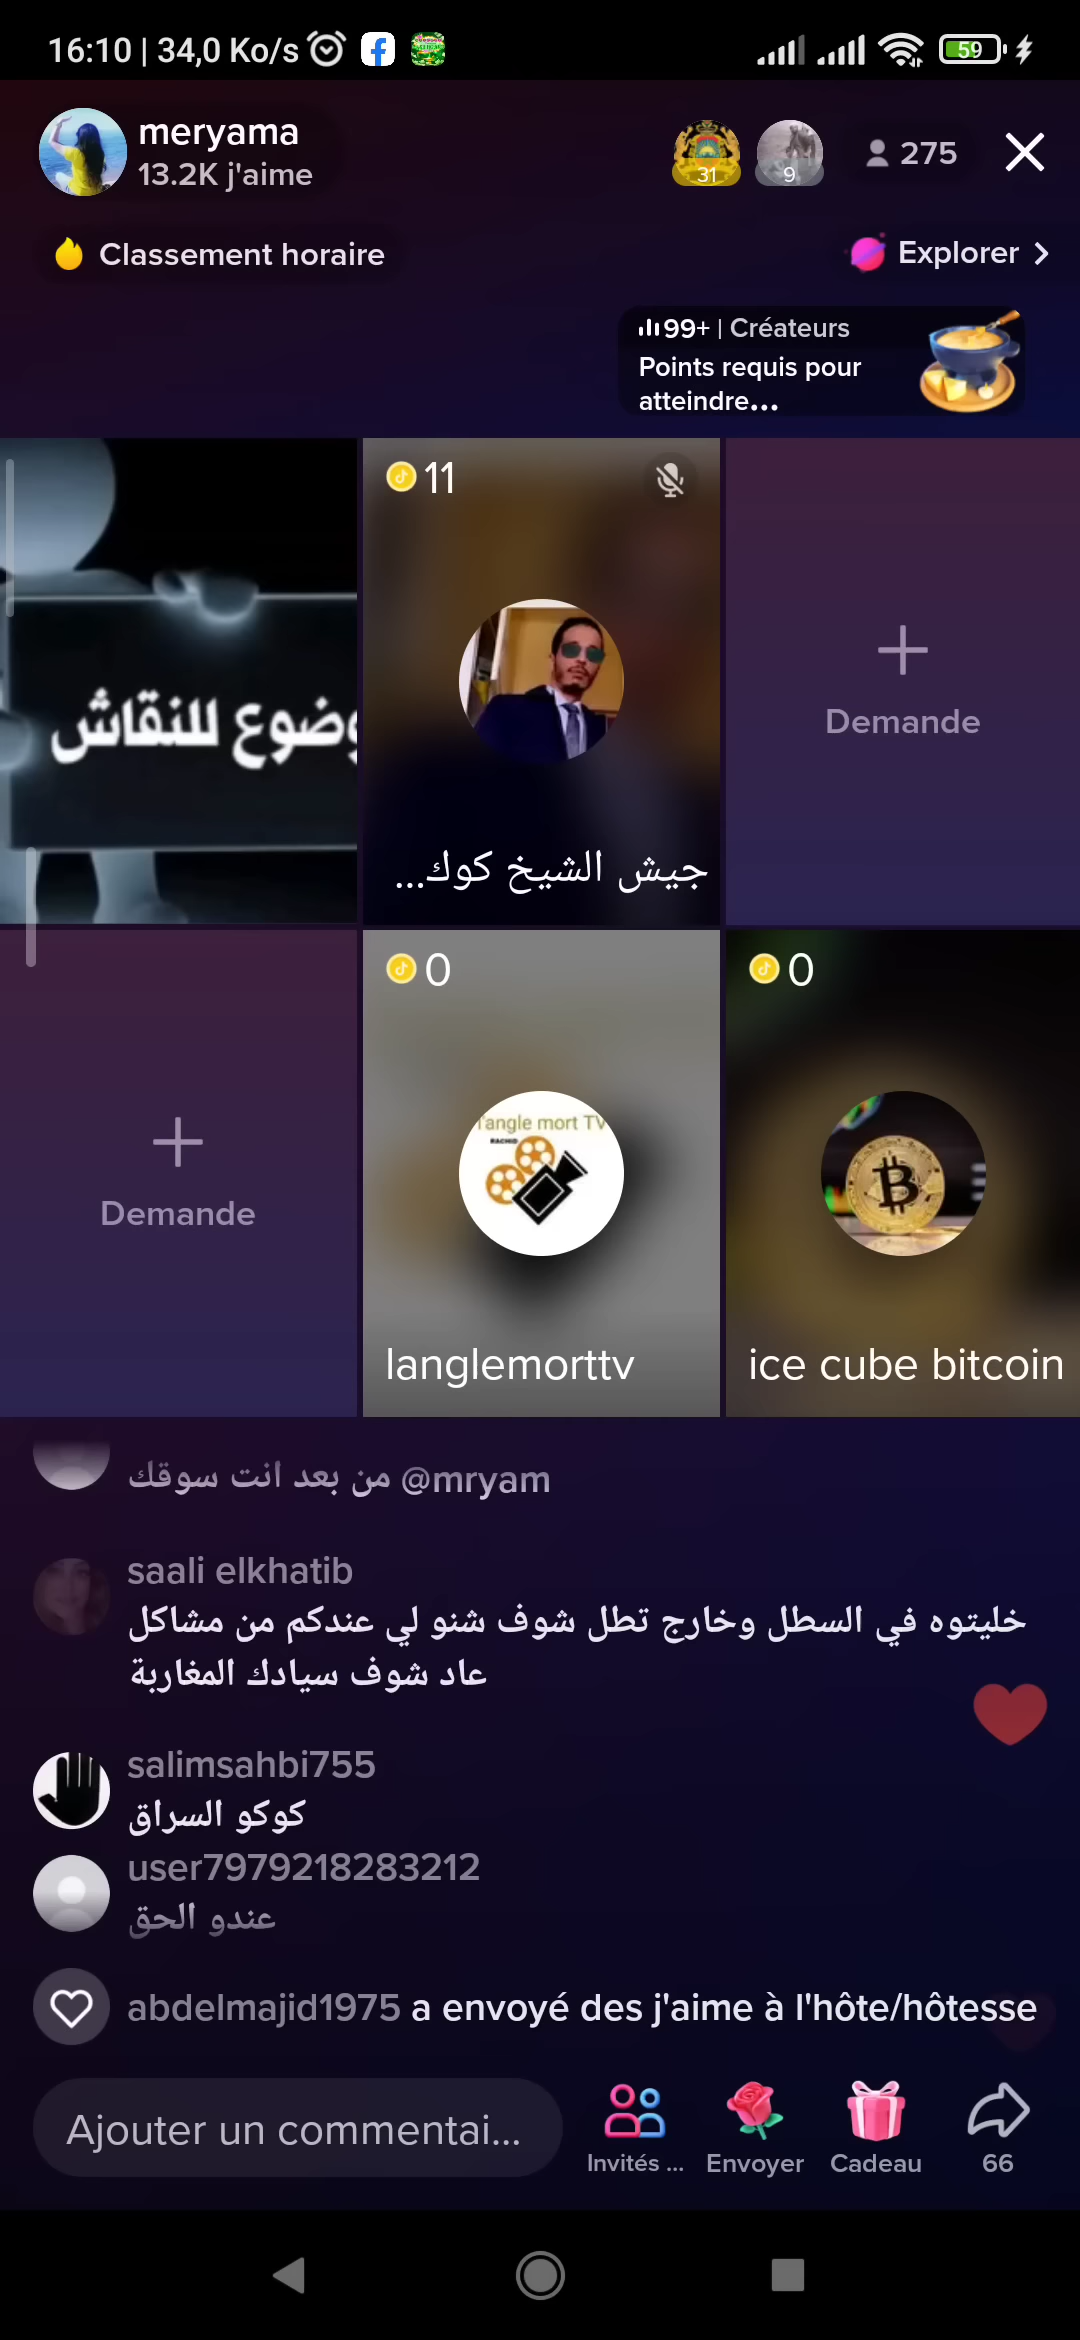 16:10 | 34,0 Ko/s
59
meryama
13.2K j'aime
31
9
275
Classement horaire
Explorer
99+ | Créateurs
Points requis pour
atteindre...
وضوع للنقاش
11
جيش الشيخ كوك...
Demande
Demande
0
l'angle mort TV
RACHID
langlemorttv
0
ice cube bitcoin
من بعد انت سوقك @mryam
saali elkhatib
خليتوه في السطل وخارج تطل شوف شنو لي عندكم من مشاكل
عاد شوف سيادك المغاربة
salimsahbi755
كوكو السراق
user7979218283212
عندو الحق
abdelmajid1975 a envoyé des j'aime à l'hôte/hôtesse
Ajouter un commentai...
Invités ...
Envoyer
Cadeau
66